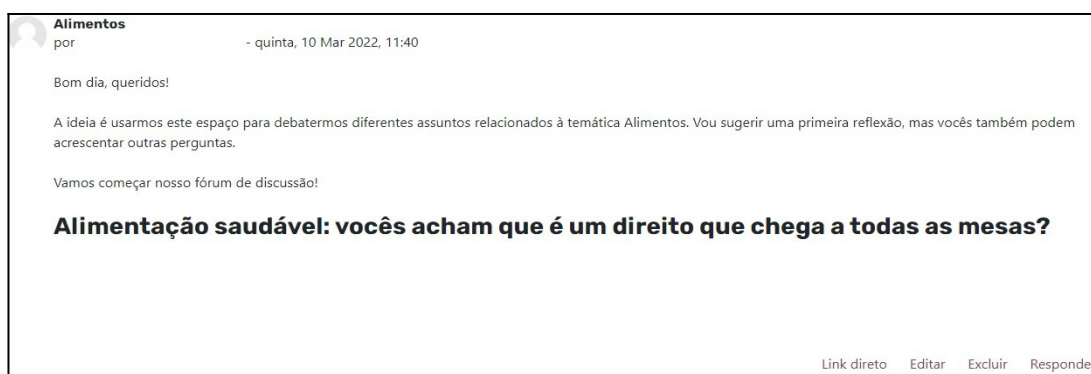 Alimentos
por - quinta, 10 Mar 2022, 11:40
Bom dia, queridos!
A ideia é usarmos este espaço para debatermos diferentes assuntos relacionados à temática Alimentos. Vou sugerir uma primeira reflexão, mas vocês também podem
acrescentar outras perguntas.
Vamos começar nosso fórum de discussão!
Alimentação saudável: vocês acham que é um direito que chega a todas as mesas?
Link direto Editar Excluir Responde